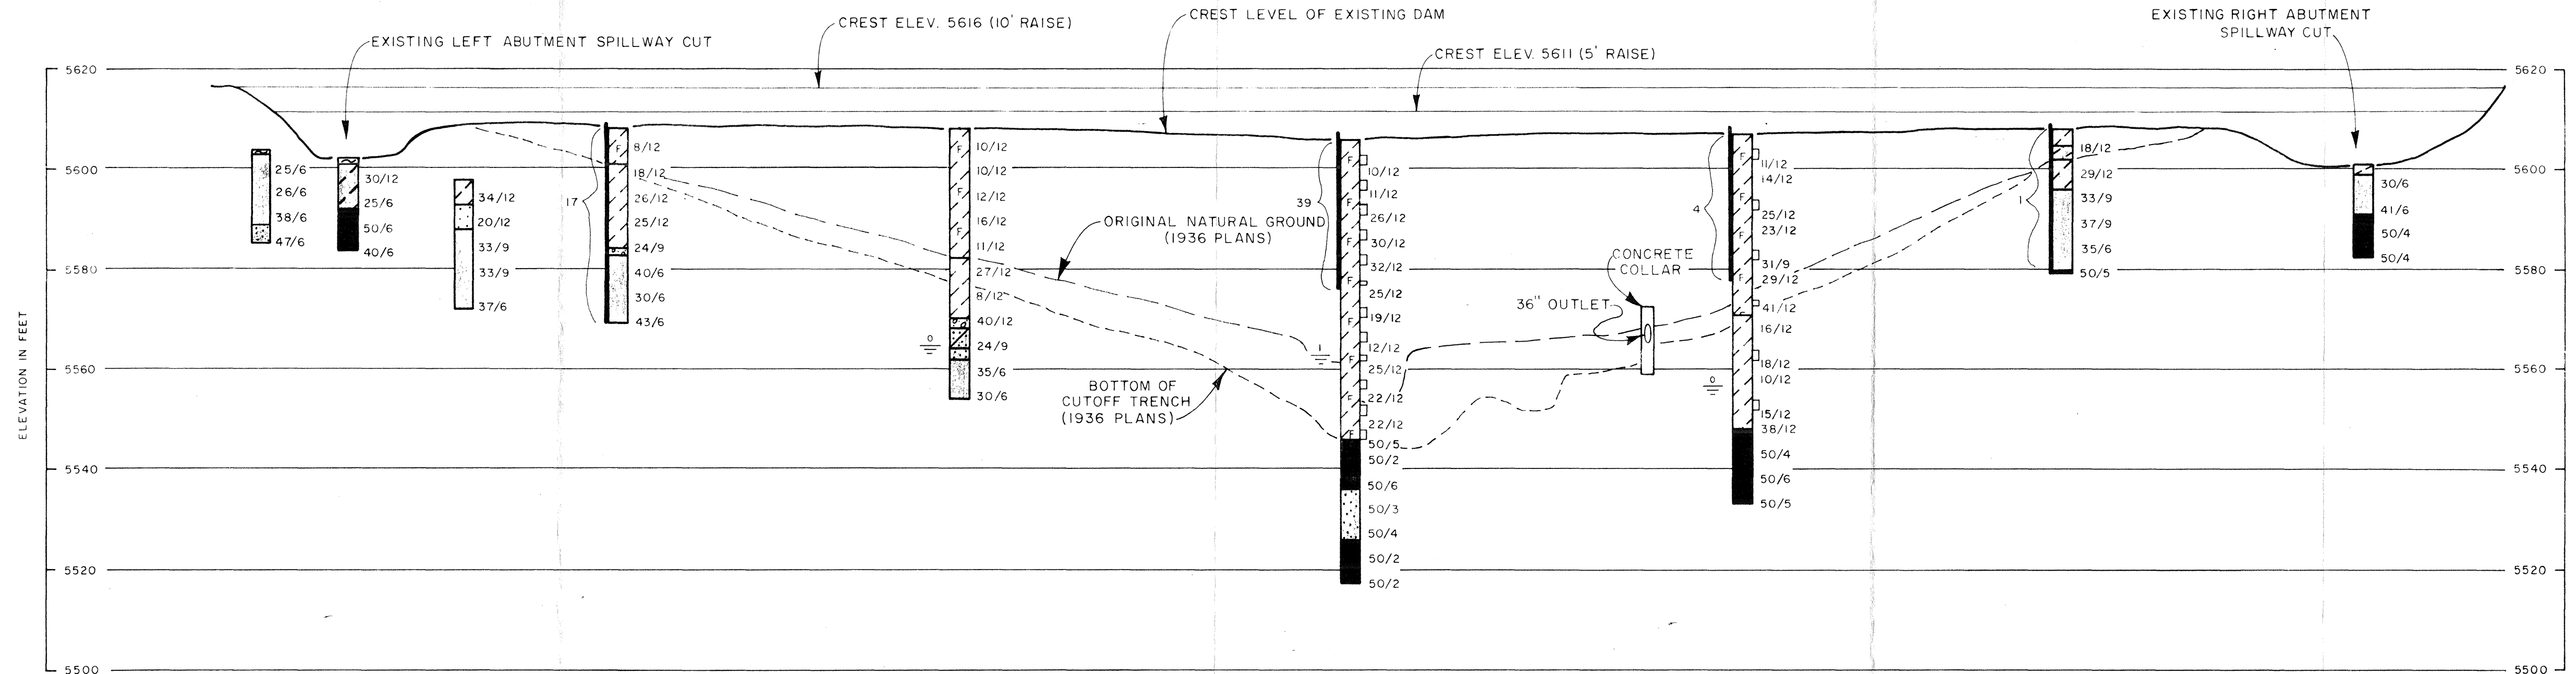 CREST ELEV. 5616 (10' RAISE)
CREST LEVEL OF EXISTING DAM
EXISTING RIGHT ABUTMENT
SPILLWAY CUT
EXISTING LEFT ABUTMENT SPILLWAY CUT
CREST ELEV. 5611 (5' RAISE)
ELEVATION IN FEET
5620
5600
5580
5560
5540
5520
5500
25/6
26/6
38/6
47/6
30/12
25/6
50/6
40/6
34/12
20/12
33/9
33/9
37/6
17
F
8/12
18/12
26/12
25/12
24/9
40/6
30/6
43/6
0
F
F
F
10/12
10/12
12/12
16/12
11/12
27/12
8/12
40/12
24/9
35/6
30/6
ORIGINAL NATURAL GROUND
(1936 PLANS)
BOTTOM OF
CUTOFF TRENCH
(1936 PLANS)
39
1
F
F
F
F
F
F
F
F
F
F
F
F
10/12
11/12
26/12
30/12
32/12
25/12
19/12
12/12
25/12
22/12
22/12
50/5
50/2
50/6
50/3
50/4
50/2
50/2
CONCRETE
COLLAR
36" OUTLET
4
0
F
F
F
F
F
11/12
14/12
25/12
23/12
31/9
29/12
41/12
16/12
18/12
10/12
15/12
38/12
50/4
50/6
50/5
1
F
18/12
29/12
33/9
37/9
35/6
50/5
30/6
41/6
50/4
50/4
5620
5600
5580
5560
5540
5520
5500